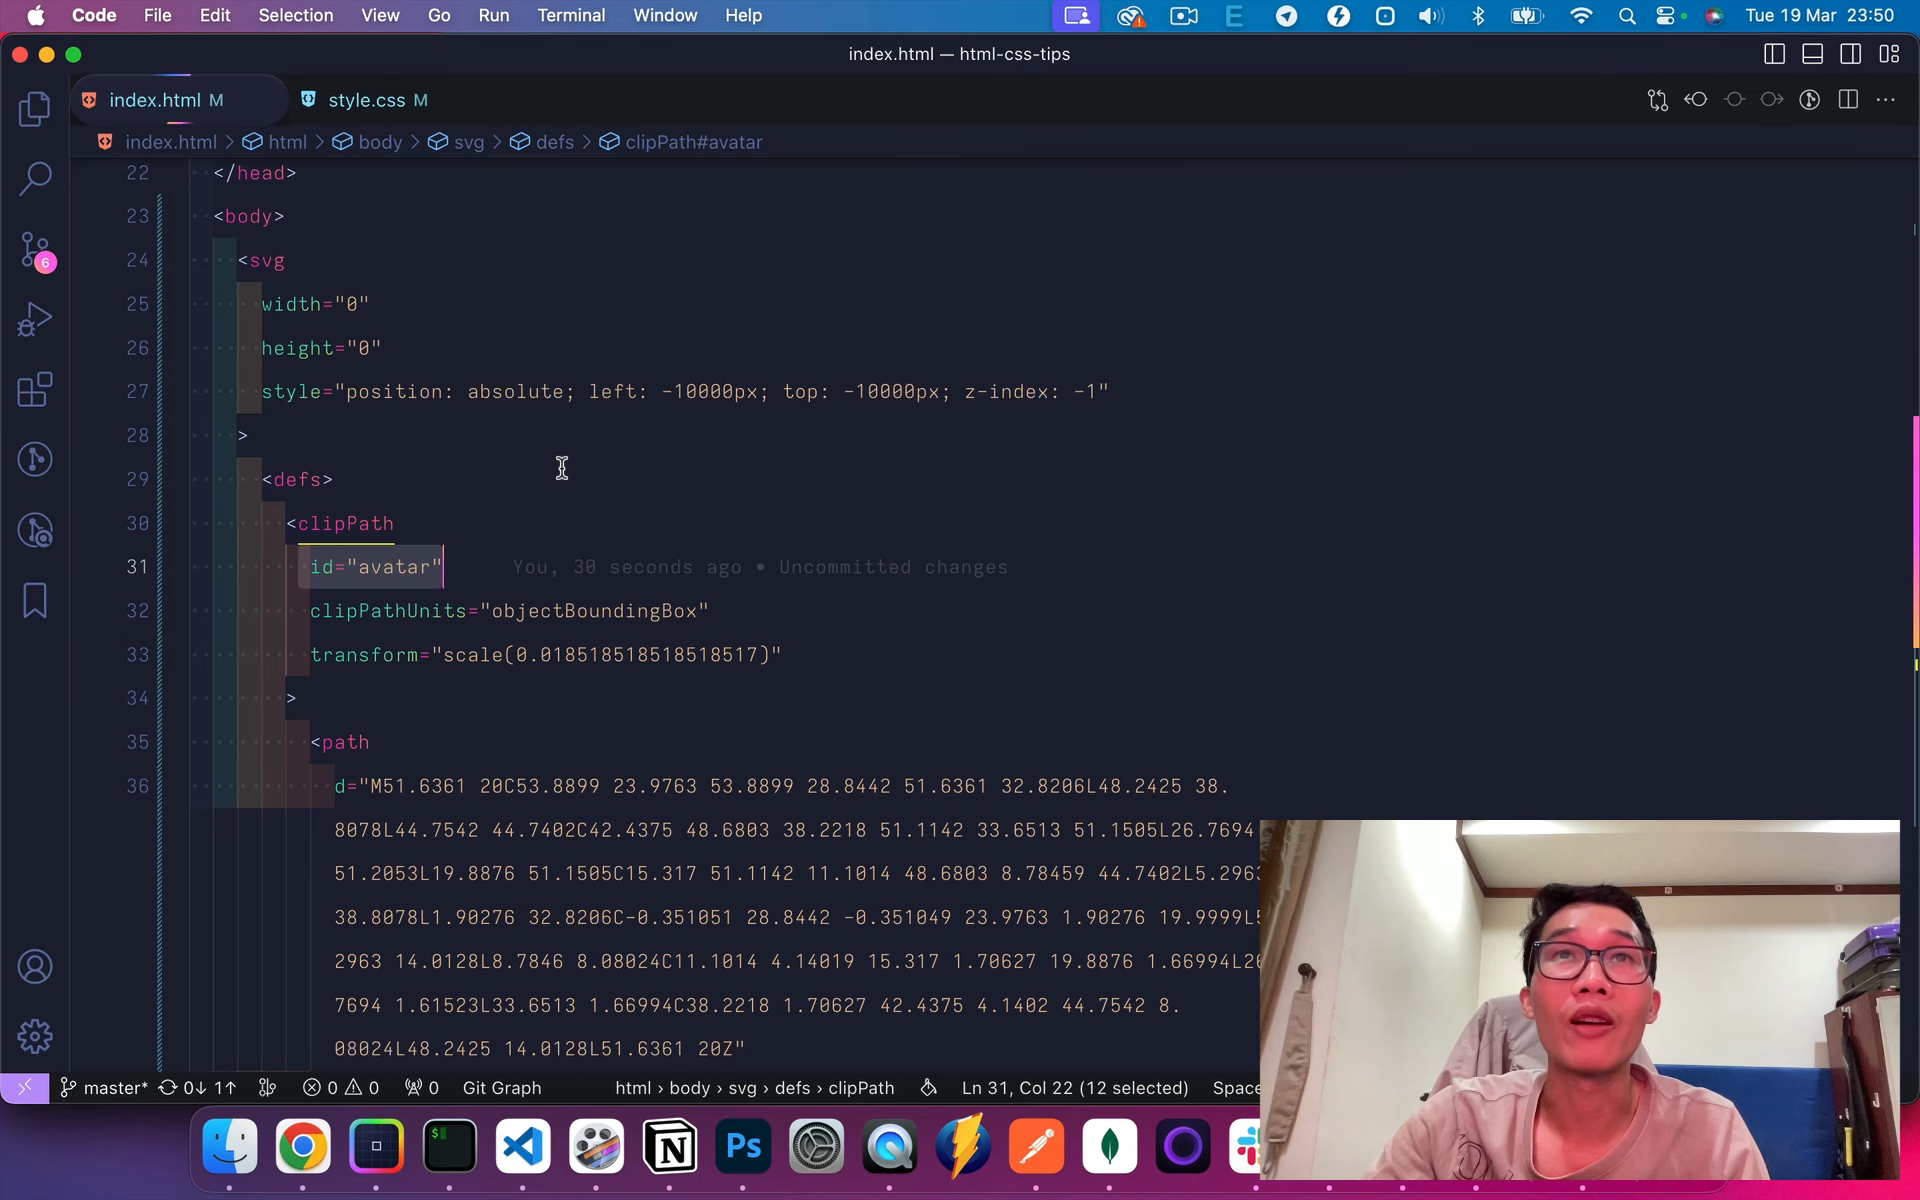 Code File Edit Selection View Go Run Terminal Window Help Tue 19 Mar 23:50
index.html — html-css-tips
index.html M style.css M
index.html > html > body > svg > defs > clipPath#avatar
22 </head>
23 <body>
24 <svg
25 width="0"
26 height="0"
27 style="position: absolute; left: -10000px; top: -10000px; z-index: -1"
28 >
29 <defs>
30 <clipPath
31 id="avatar" You, 30 seconds ago • Uncommitted changes
32 clipPathUnits="objectBoundingBox"
33 transform="scale(0.018518518518518517)"
34 >
35 <path
36 d="M51.6361 20C53.8899 23.9763 53.8899 28.8442 51.6361 32.8206L48.2425 38.
8078L44.7542 44.7402C42.4375 48.6803 38.2218 51.1142 33.6513 51.1505L26.7694
51.2053L19.8876 51.1505C15.317 51.1142 11.1014 48.6803 8.78459 44.7402L5.2963
38.8078L1.90276 32.8206C-0.351051 28.8442 -0.351049 23.9763 1.90276 19.9999L5
2963 14.0128L8.7846 8.08024C11.1014 4.14019 15.317 1.70627 19.8876 1.66994L26
7694 1.61523L33.6513 1.66994C38.2218 1.70627 42.4375 4.1402 44.7542 8.
08024L48.2425 14.0128L51.6361 20Z"
6
master* 0↓ 1↑ 0 0 0 Git Graph html > body > svg > defs > clipPath Ln 31, Col 22 (12 selected) Space
$ N Ps